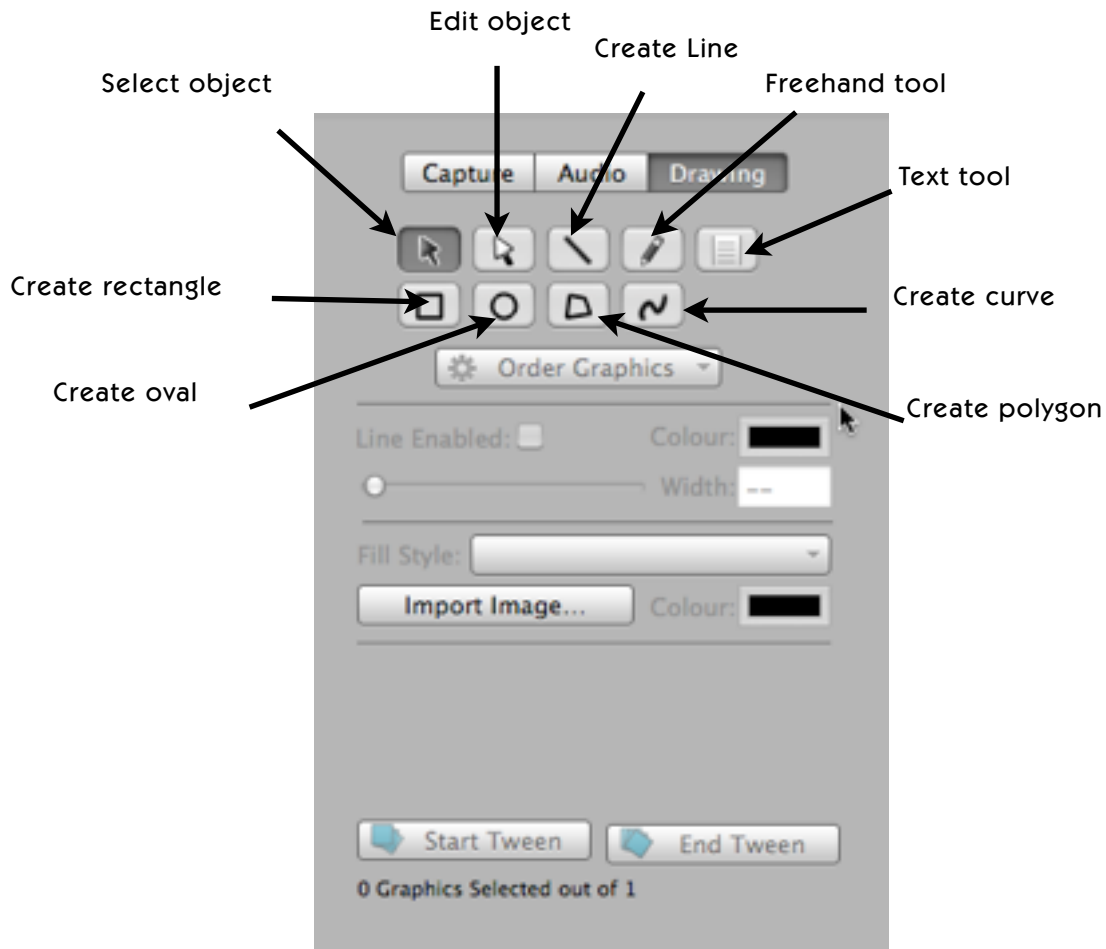 Edit object
Create Line
Select object
Freehand tool
Capture Audio Drawing
Text tool
Create rectangle
Create curve
Order Graphics
Create oval
Create polygon
Line Enabled: Colour:
Width: --
Fill Style:
Import Image... Colour:
Start Tween End Tween
0 Graphics Selected out of 1